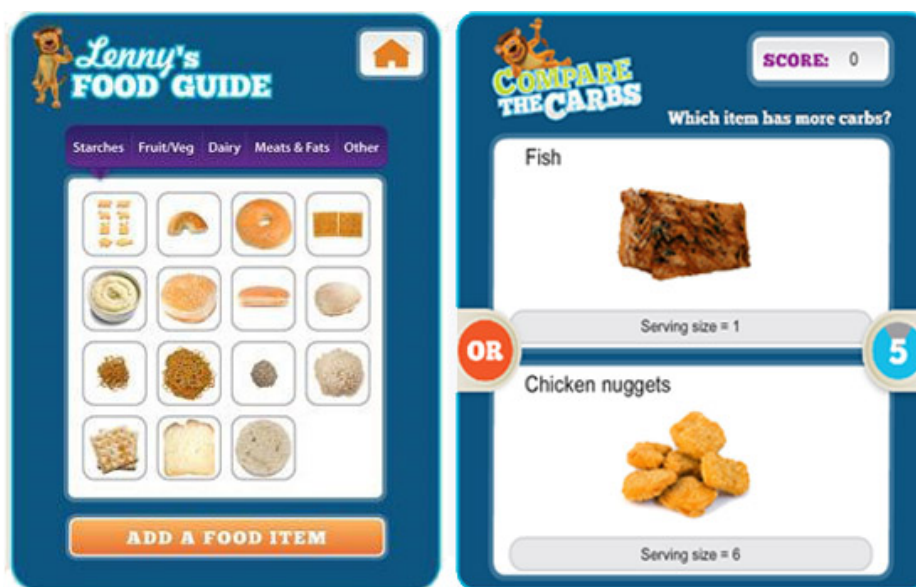 Lenny's
FOOD GUIDE
Starches Fruit/Veg Dairy Meats & Fats Other
ADD A FOOD ITEM
COMPARE
THE CARBS
SCORE: 0
Which item has more carbs?
Fish
Serving size = 1
OR
5
Chicken nuggets
Serving size = 6